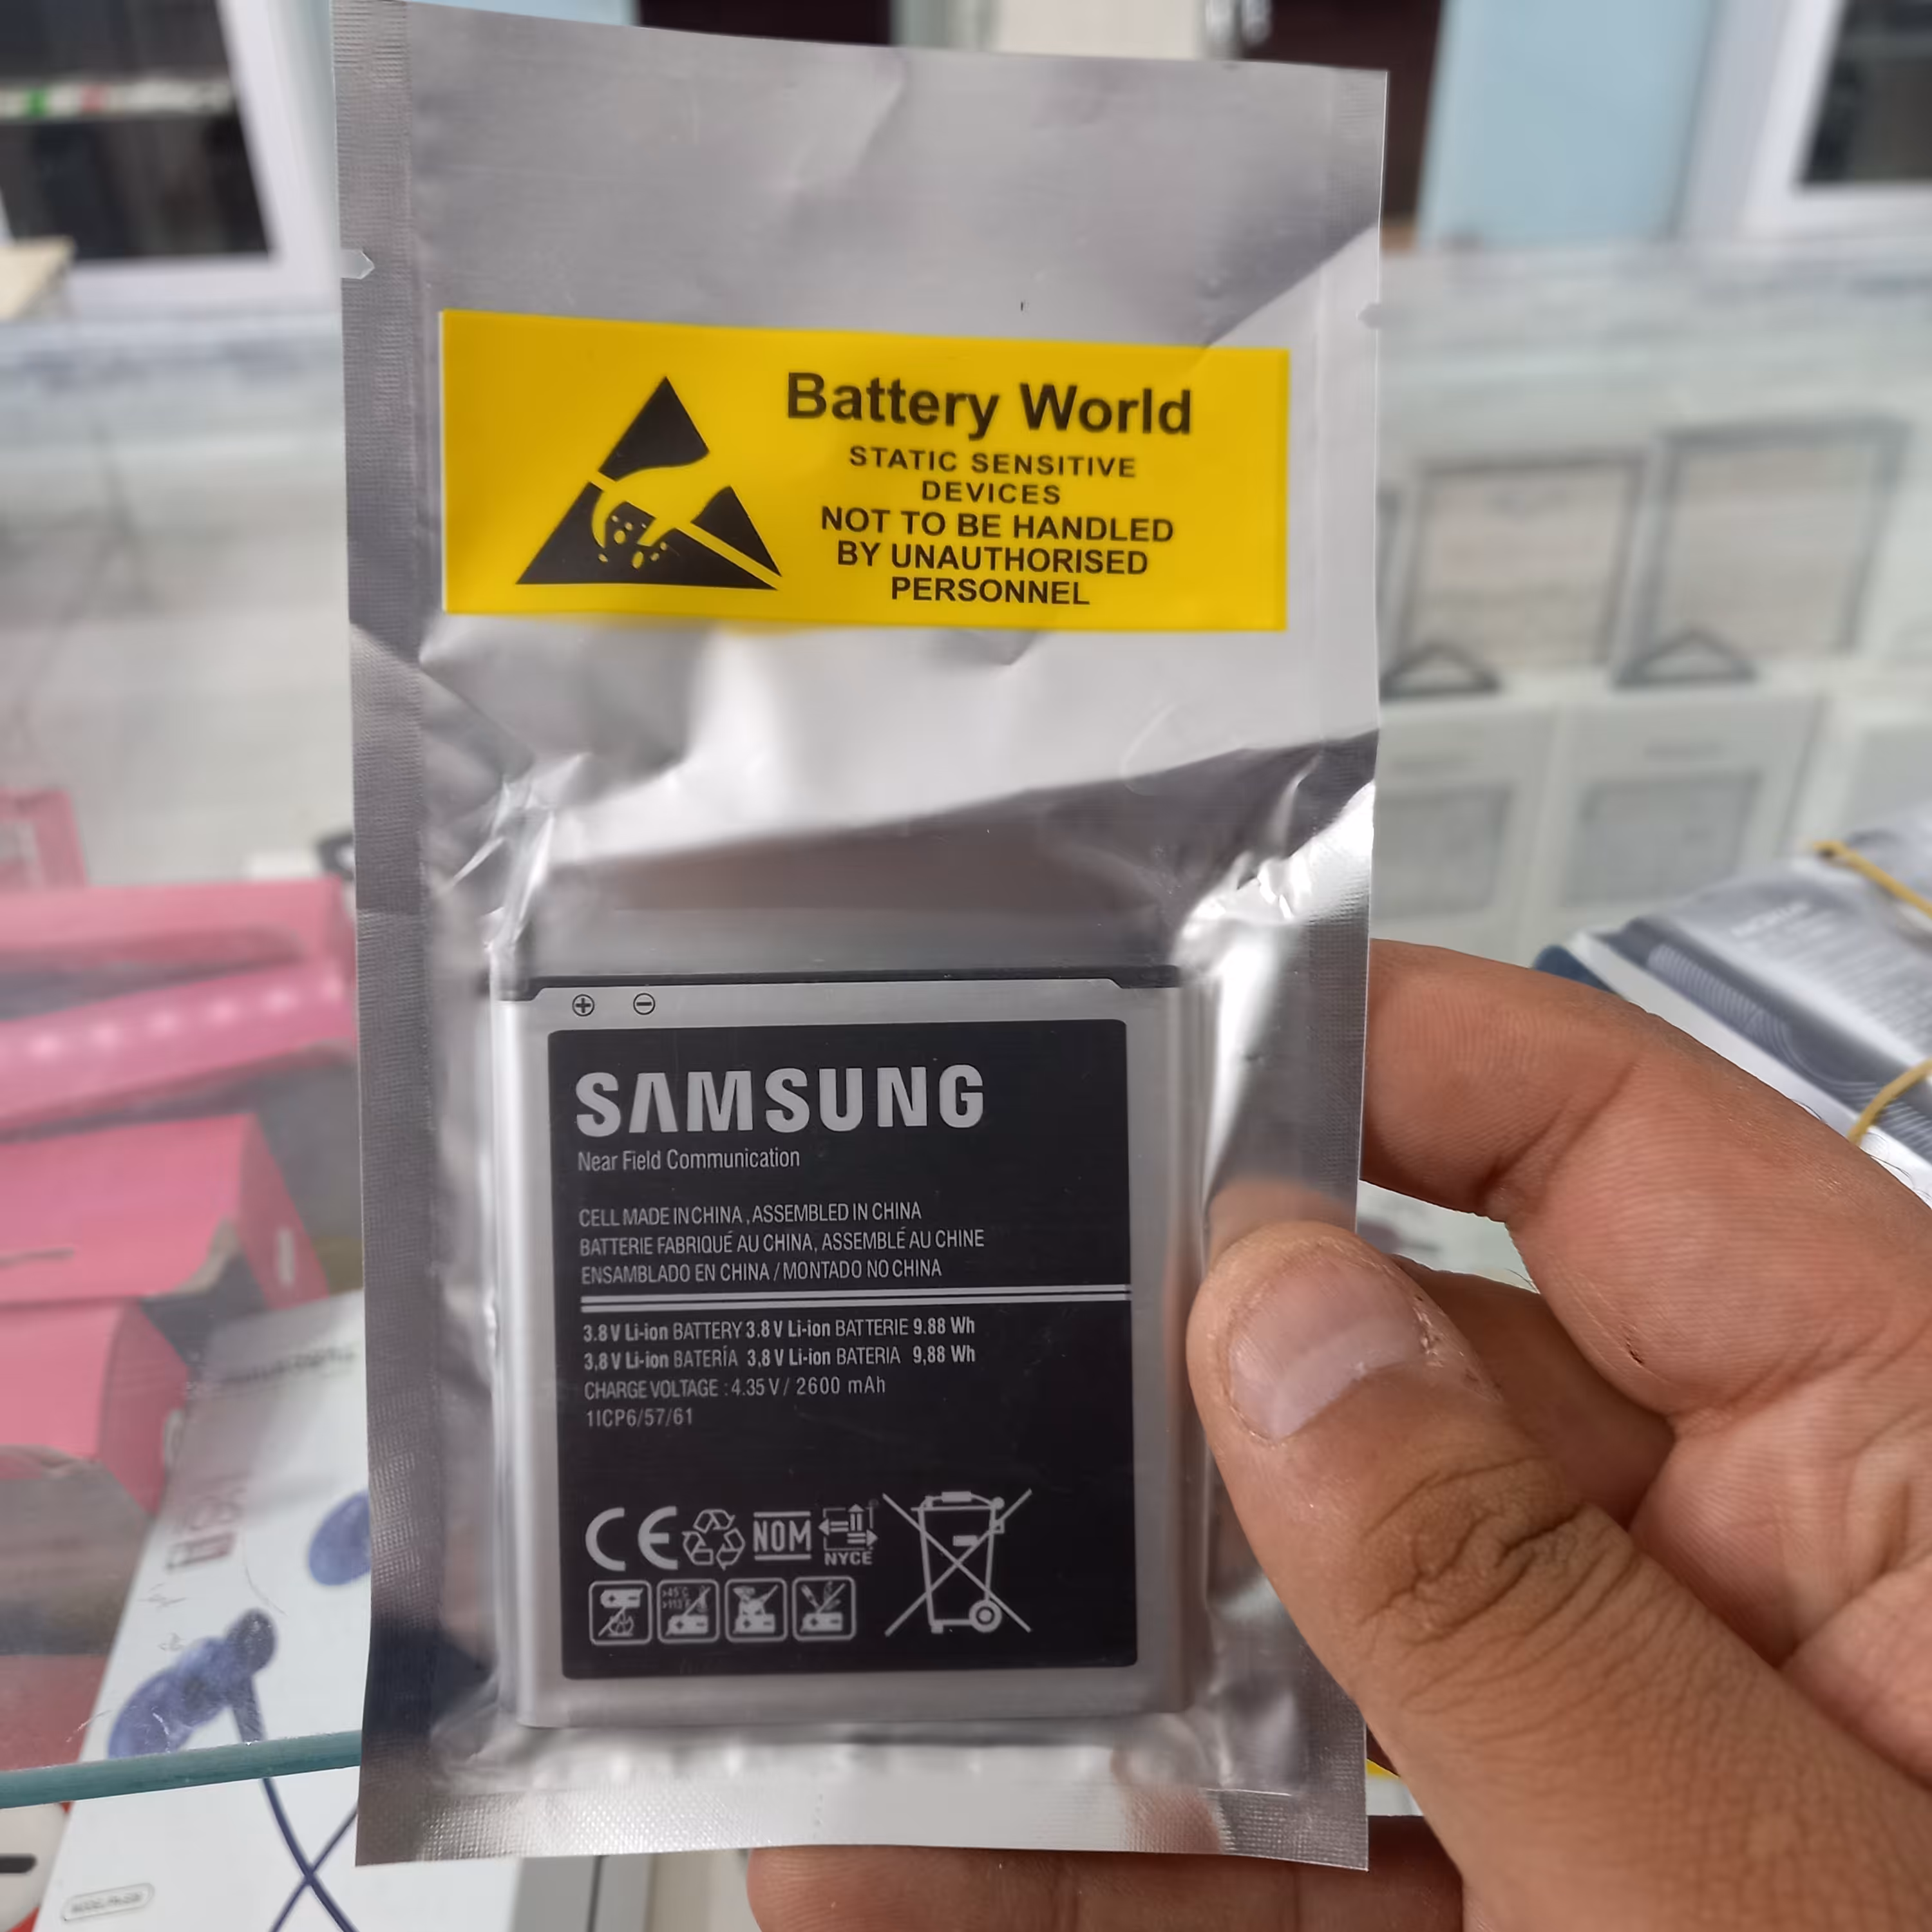 Battery World
STATIC SENSITIVE
DEVICES
NOT TO BE HANDLED
BY UNAUTHORISED
PERSONNEL
SAMSUNG
Near Field Communication
CELL MADE IN CHINA , ASSEMBLED IN CHINA
BATTERIE FABRIQUÉ AU CHINA, ASSEMBLÉ AU CHINE
ENSAMBLADO EN CHINA / MONTADO NO CHINA
3.8 V Li-ion BATTERY 3.8 V Li-ion BATTERIE 9.88 Wh
3,8 V Li-ion BATERÍA 3,8 V Li-ion BATERIA 9,88 Wh
CHARGE VOLTAGE : 4.35 V / 2600 mAh
1ICP6/57/61
CE NOM NYCE